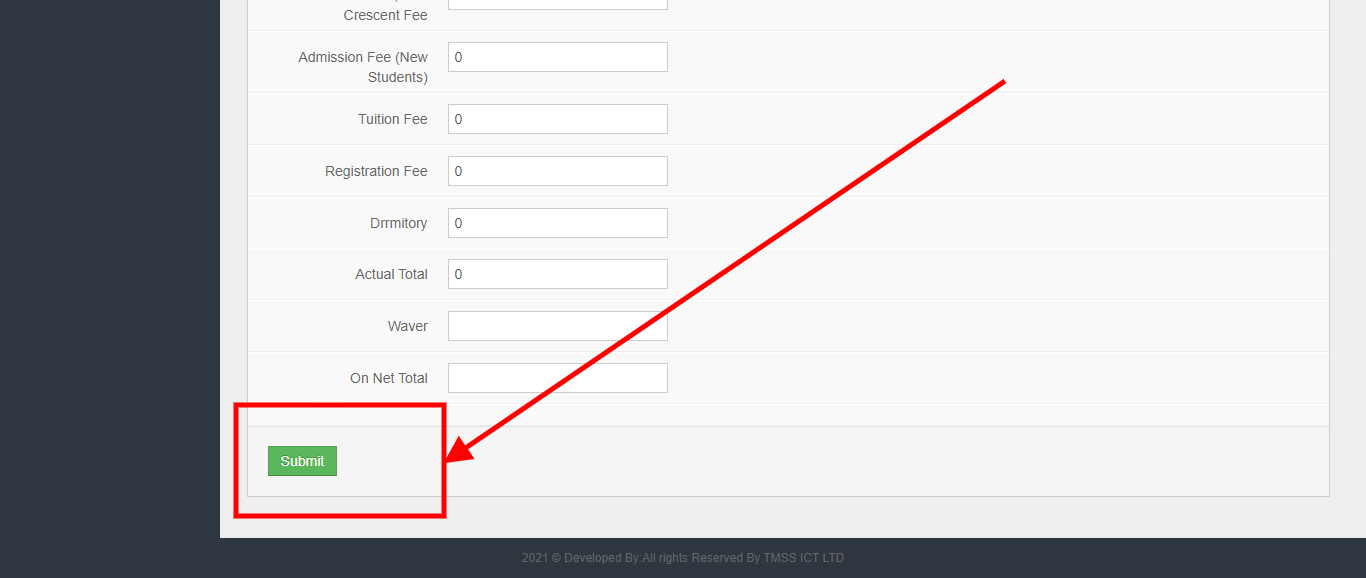 Crescent Fee
Admission Fee (New
Students)
0
Tuition Fee
0
Registration Fee
0
Drrmitory
0
Actual Total
0
Waver
On Net Total
Submit
2021 © Developed By:All rights Reserved By TMSS ICT LTD